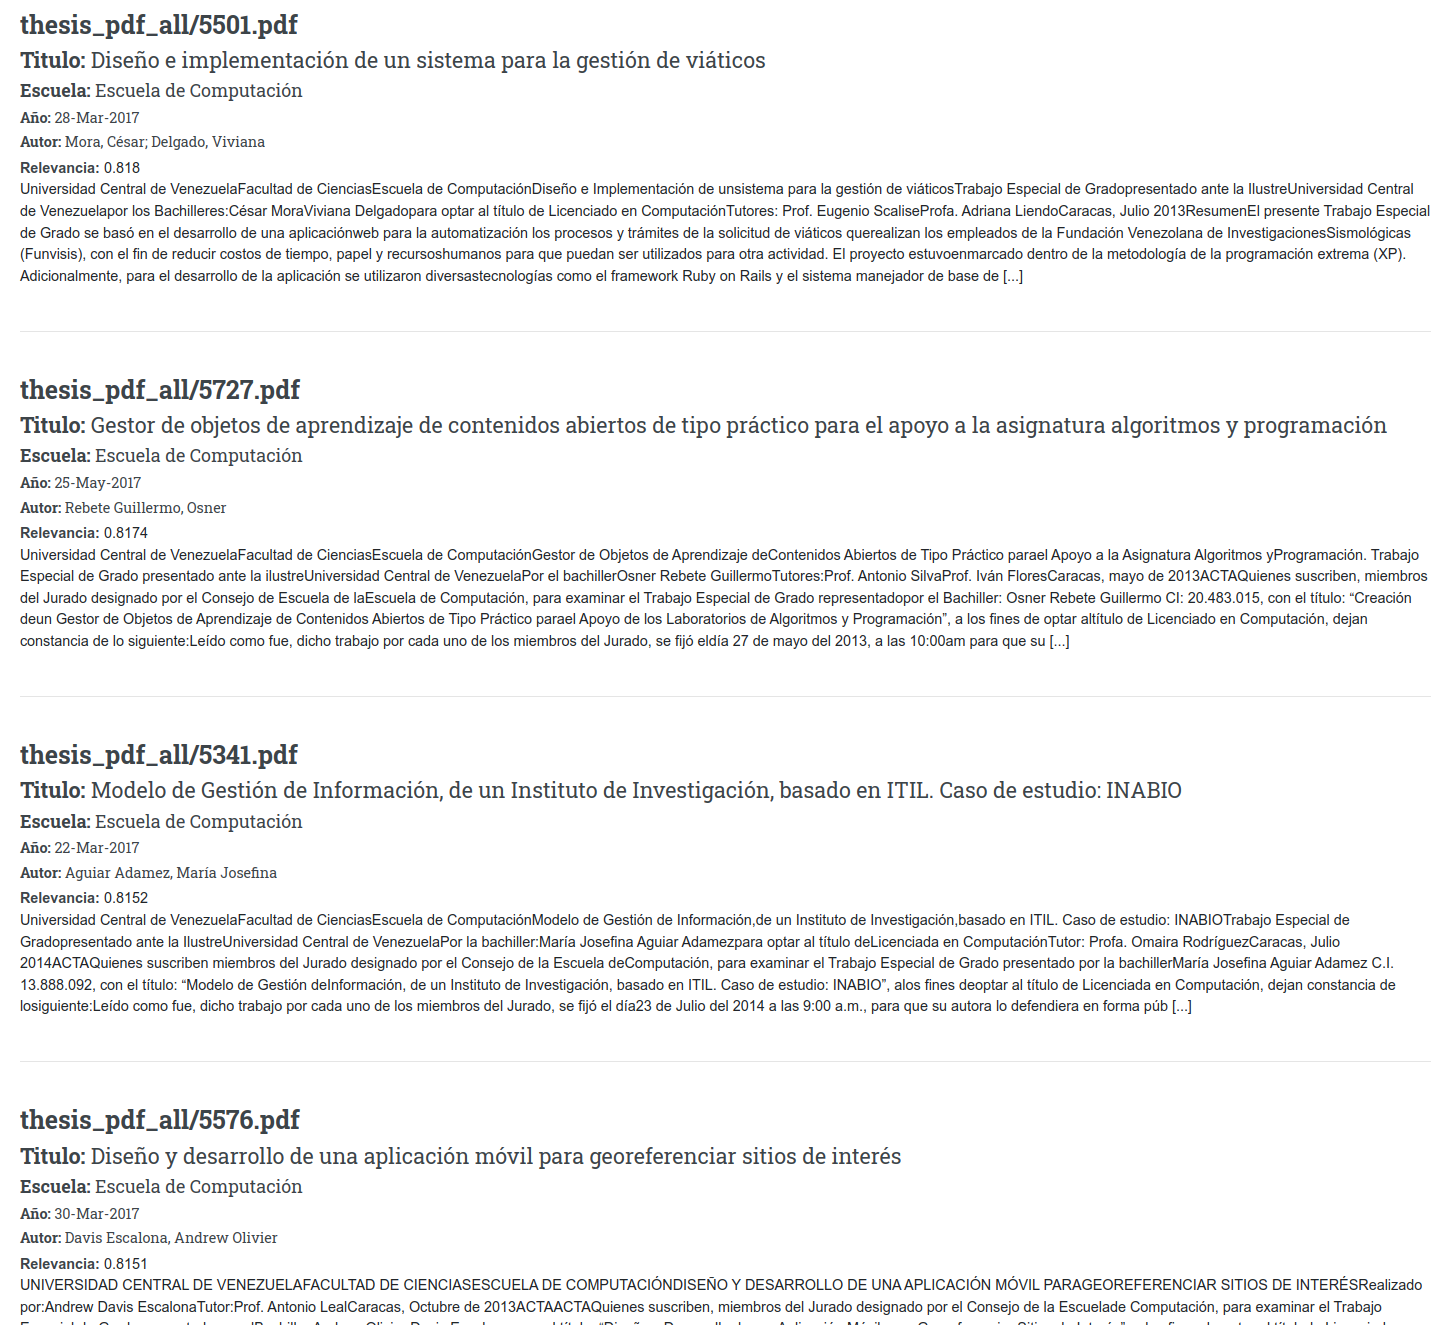 thesis_pdf_all/5501.pdf
Titulo: Diseño e implementación de un sistema para la gestión de viáticos
Escuela: Escuela de Computación
Año: 28-Mar-2017
Autor: Mora, César; Delgado, Viviana
Relevancia: 0.818
Universidad Central de VenezuelaFacultad de CienciasEscuela de ComputaciónDiseño e Implementación de unsistema para la gestión de viáticosTrabajo Especial de Gradopresentado ante la IlustreUniversidad Central
de Venezuelapor los Bachilleres:César MoraViviana Delgadopara optar al título de Licenciado en ComputaciónTutores: Prof. Eugenio ScaliseProfa. Adriana LiendoCaracas, Julio 2013ResumenEl presente Trabajo Especial
de Grado se basó en el desarrollo de una aplicaciónweb para la automatización los procesos y trámites de la solicitud de viáticos querealizan los empleados de la Fundación Venezolana de InvestigacionesSismológicas
(Funvisis), con el fin de reducir costos de tiempo, papel y recursoshumanos para que puedan ser utilizados para otra actividad. El proyecto estuvoenmarcado dentro de la metodología de la programación extrema (XP).
Adicionalmente, para el desarrollo de la aplicación se utilizaron diversastecnologías como el framework Ruby on Rails y el sistema manejador de base de [...]
thesis_pdf_all/5727.pdf
Titulo: Gestor de objetos de aprendizaje de contenidos abiertos de tipo práctico para el apoyo a la asignatura algoritmos y programación
Escuela: Escuela de Computación
Año: 25-May-2017
Autor: Rebete Guillermo, Osner
Relevancia: 0.8174
Universidad Central de VenezuelaFacultad de CienciasEscuela de ComputaciónGestor de Objetos de Aprendizaje deContenidos Abiertos de Tipo Práctico parael Apoyo a la Asignatura Algoritmos yProgramación. Trabajo
Especial de Grado presentado ante la ilustreUniversidad Central de VenezuelaPor el bachillerOsner Rebete GuillermoTutores:Prof. Antonio SilvaProf. Iván FloresCaracas, mayo de 2013ACTAQuienes suscriben, miembros
del Jurado designado por el Consejo de Escuela de laEscuela de Computación, para examinar el Trabajo Especial de Grado representadopor el Bachiller: Osner Rebete Guillermo CI: 20.483.015, con el título: “Creación
deun Gestor de Objetos de Aprendizaje de Contenidos Abiertos de Tipo Práctico parael Apoyo de los Laboratorios de Algoritmos y Programación”, a los fines de optar altítulo de Licenciado en Computación, dejan
constancia de lo siguiente:Leído como fue, dicho trabajo por cada uno de los miembros del Jurado, se fijó eldía 27 de mayo del 2013, a las 10:00am para que su [...]
thesis_pdf_all/5341.pdf
Titulo: Modelo de Gestión de Información, de un Instituto de Investigación, basado en ITIL. Caso de estudio: INABIO
Escuela: Escuela de Computación
Año: 22-Mar-2017
Autor: Aguiar Adamez, María Josefina
Relevancia: 0.8152
Universidad Central de VenezuelaFacultad de CienciasEscuela de ComputaciónModelo de Gestión de Información,de un Instituto de Investigación,basado en ITIL. Caso de estudio: INABIOTrabajo Especial de
Gradopresentado ante la IlustreUniversidad Central de VenezuelaPor la bachiller:María Josefina Aguiar Adamezpara optar al título deLicenciada en ComputaciónTutor: Profa. Omaira RodríguezCaracas, Julio
2014ACTAQuienes suscriben miembros del Jurado designado por el Consejo de la Escuela deComputación, para examinar el Trabajo Especial de Grado presentado por la bachillerMaría Josefina Aguiar Adamez C.I.
13.888.092, con el título: “Modelo de Gestión deInformación, de un Instituto de Investigación, basado en ITIL. Caso de estudio: INABIO”, alos fines deoptar al título de Licenciada en Computación, dejan constancia de
losiguiente:Leído como fue, dicho trabajo por cada uno de los miembros del Jurado, se fijó el día23 de Julio del 2014 a las 9:00 a.m., para que su autora lo defendiera en forma púb [...]
thesis_pdf_all/5576.pdf
Titulo: Diseño y desarrollo de una aplicación móvil para georeferenciar sitios de interés
Escuela: Escuela de Computación
Año: 30-Mar-2017
Autor: Davis Escalona, Andrew Olivier
Relevancia: 0.8151
UNIVERSIDAD CENTRAL DE VENEZUELAFACULTAD DE CIENCIASESCUELA DE COMPUTACIÓNDISEÑO Y DESARROLLO DE UNA APLICACIÓN MÓVIL PARAGEOREFERENCIAR SITIOS DE INTERÉSRealizado
por:Andrew Davis EscalonaTutor:Prof. Antonio LealCaracas, Octubre de 2013ACTAACTAQuienes suscriben, miembros del Jurado designado por el Consejo de la Escuelade Computación, para examinar el Trabajo